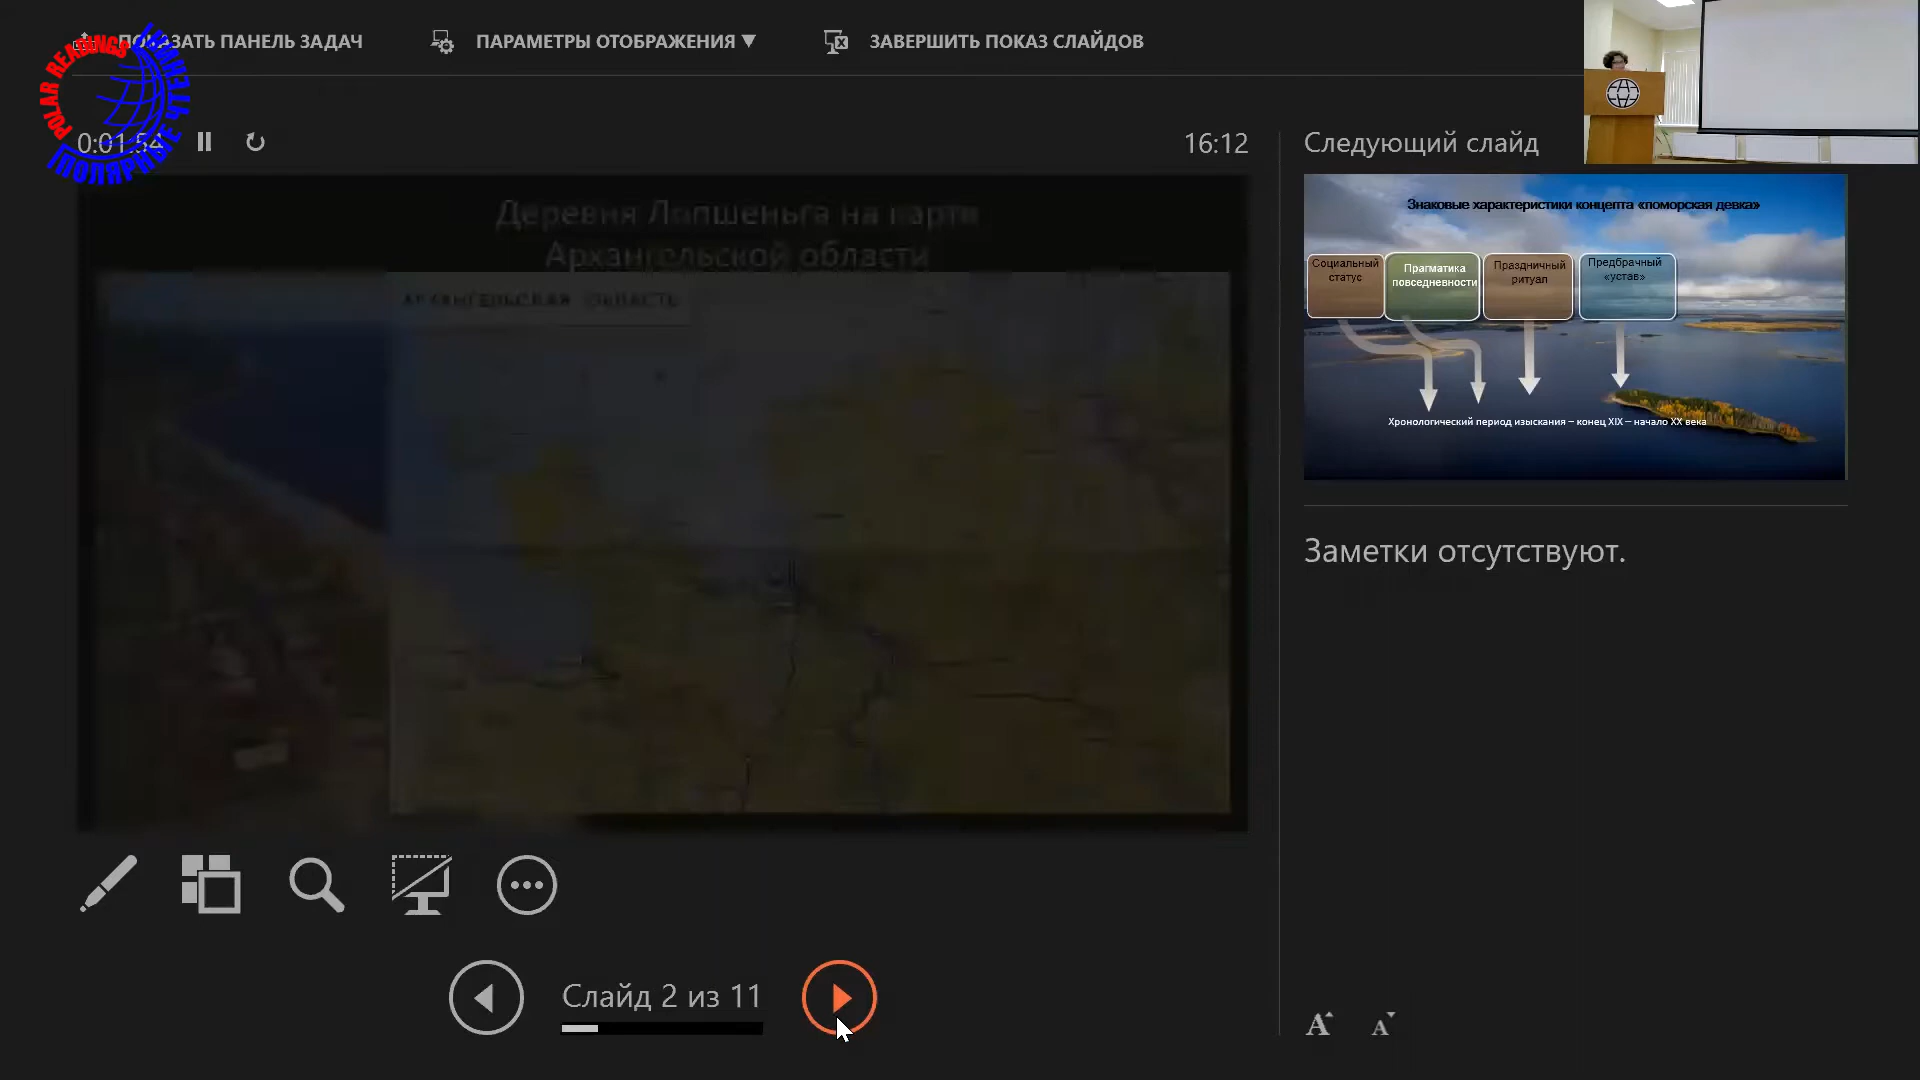 ПОКАЗАТЬ ПАНЕЛЬ ЗАДАЧ
ПАРАМЕТРЫ ОТОБРАЖЕНИЯ
ЗАВЕРШИТЬ ПОКАЗ СЛАЙДОВ
POLAR READINGS
ПОЛЯРНЫЕ ЧТЕНИЯ
0:01:54
16:12
Следующий слайд
Деревня Лопшеньга на карте
Архангельской области
АРХАНГЕЛЬСКАЯ ОБЛАСТЬ
Знаковые характеристики концепта «поморская девка»
Социальный
статус
Прагматика
повседневности
Праздничный
ритуал
Предбрачный
«устав»
Хронологический период изыскания – конец XIX – начало XX века
Заметки отсутствуют.
Слайд 2 из 11